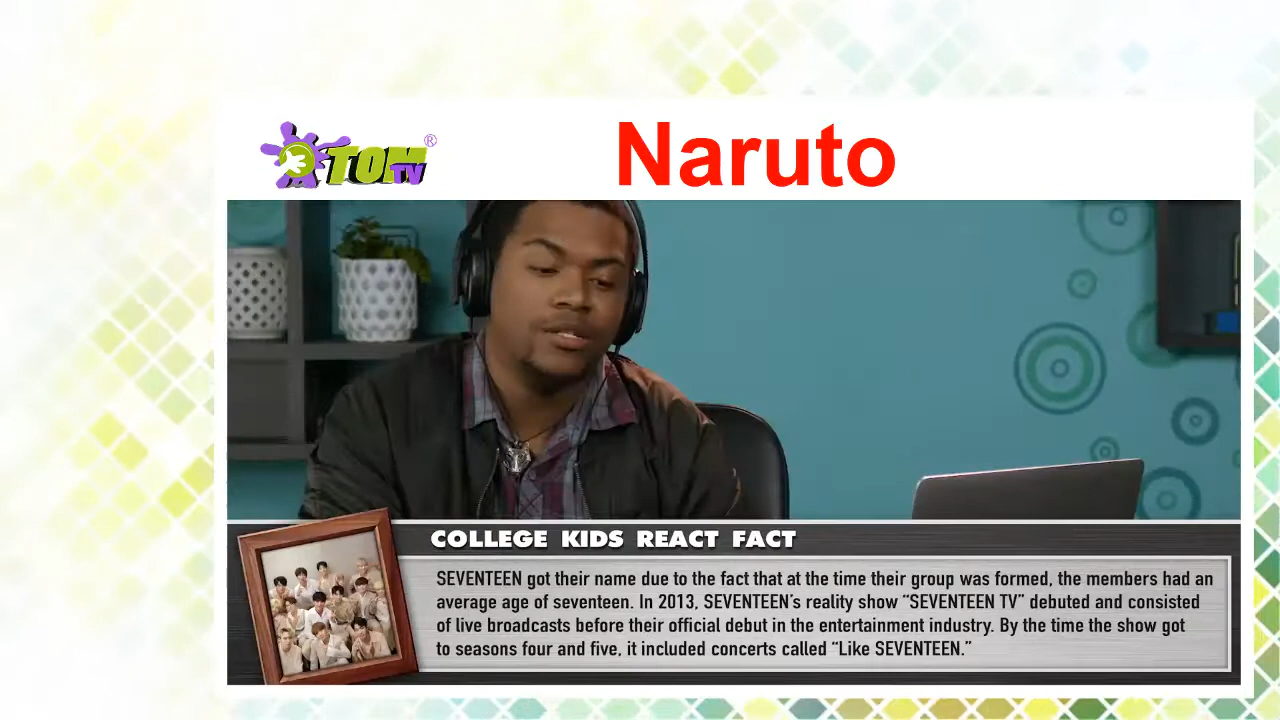 TOM TV ®
Naruto
COLLEGE KIDS REACT FACT
SEVENTEEN got their name due to the fact that at the time their group was formed, the members had an
average age of seventeen. In 2013, SEVENTEEN's reality show “SEVENTEEN TV” debuted and consisted
of live broadcasts before their official debut in the entertainment industry. By the time the show got
to seasons four and five, it included concerts called “Like SEVENTEEN.”